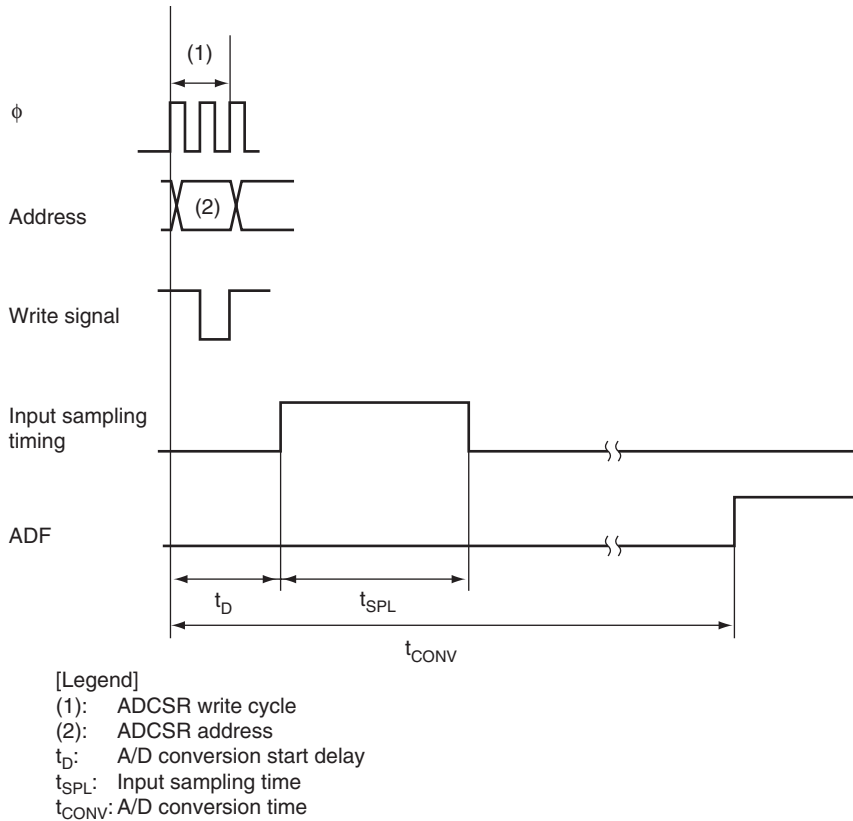 (1)
φ
Address
(2)
Write signal
Input sampling
timing
ADF
tD
tSPL
tCONV
[Legend]
(1): ADCSR write cycle
(2): ADCSR address
tD: A/D conversion start delay
tSPL: Input sampling time
tCONV: A/D conversion time